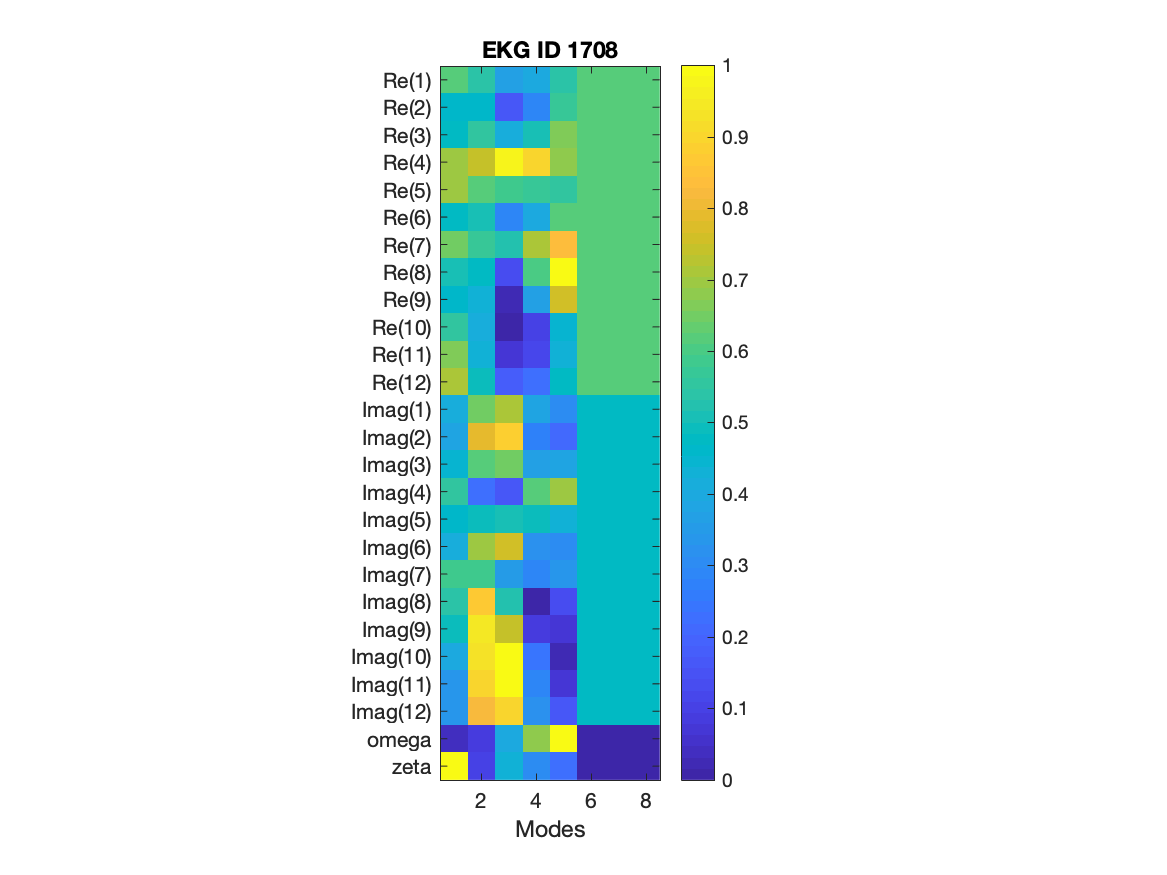 EKG ID 1708
Re(1)
Re(2)
Re(3)
Re(4)
Re(5)
Re(6)
Re(7)
Re(8)
Re(9)
Re(10)
Re(11)
Re(12)
Imag(1)
Imag(2)
Imag(3)
Imag(4)
Imag(5)
Imag(6)
Imag(7)
Imag(8)
Imag(9)
Imag(10)
Imag(11)
Imag(12)
omega
zeta
2 4 6 8
Modes
1
0.9
0.8
0.7
0.6
0.5
0.4
0.3
0.2
0.1
0